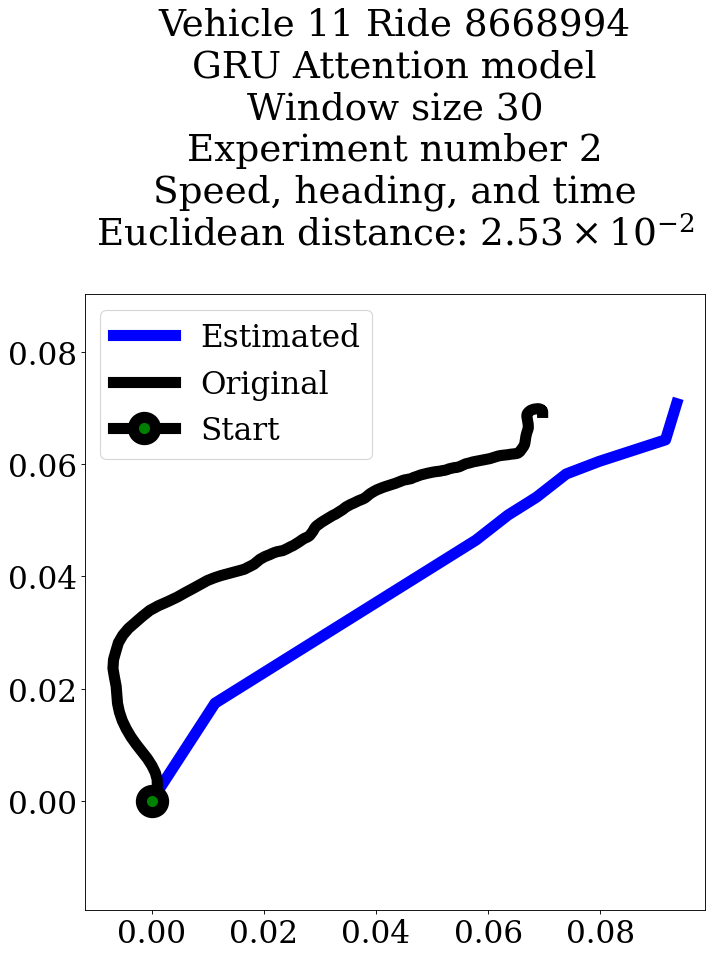 Vehicle 11 Ride 8668994
GRU Attention model
Window size 30
Experiment number 2
Speed, heading, and time
Euclidean distance: 2.53 × 10⁻²
Estimated
Original
Start
0.08
0.06
0.04
0.02
0.00
0.00 0.02 0.04 0.06 0.08